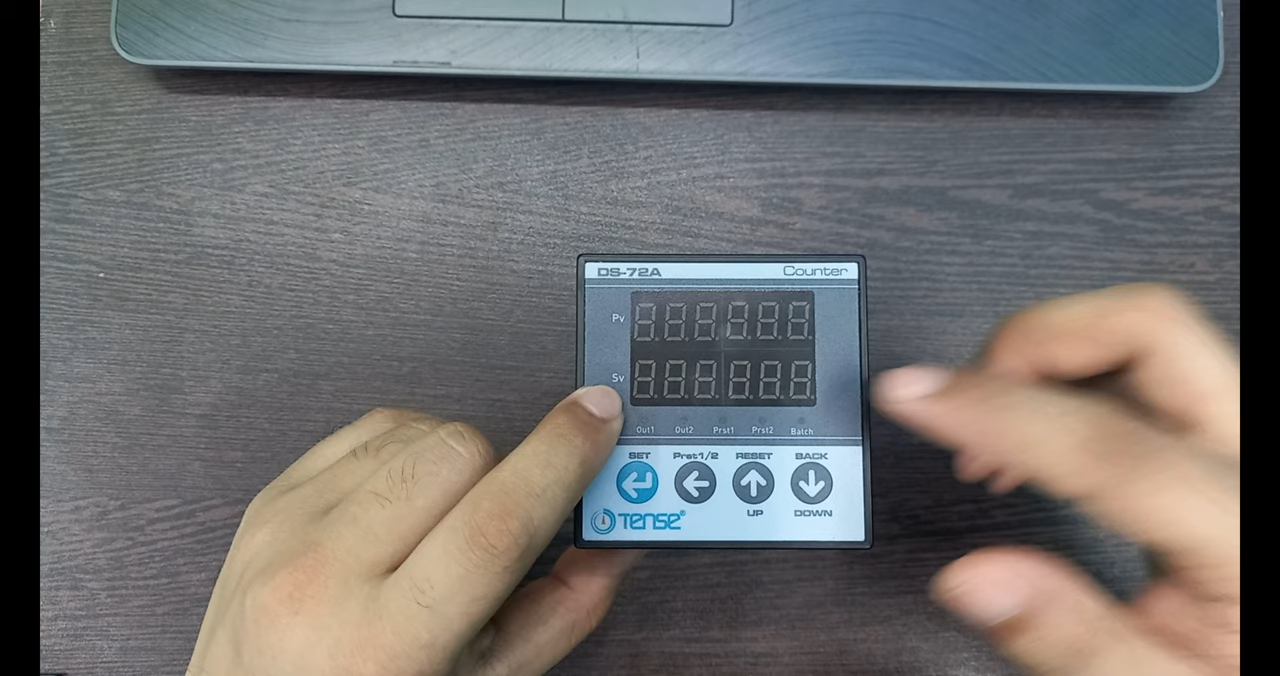 DS-72A Counter
Pv
Sv
Out1 Out2 Prst1 Prst2 Batch
SET Prst1/2 RESET BACK
UP DOWN
TENSE®